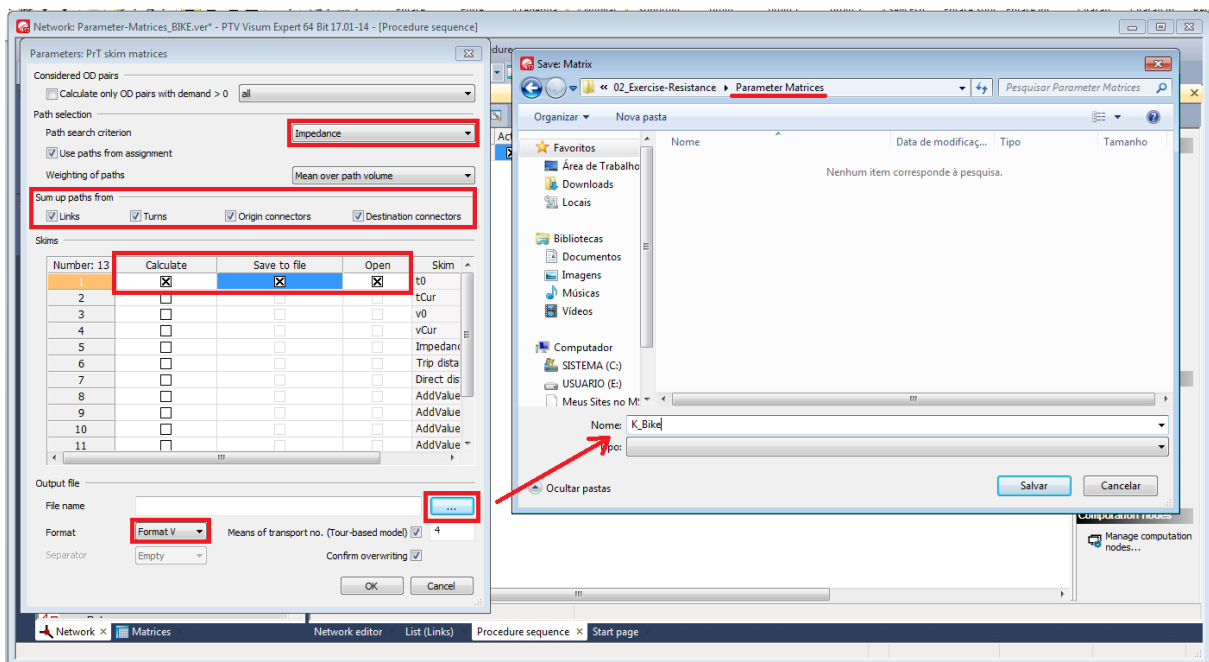 Network: Parameter-Matrices_BIKE.ver* - PTV Visum Expert 64 Bit 17.01-14 - [Procedure sequence]
Parameters: PrT skim matrices
Considered OD pairs
Calculate only OD pairs with demand > 0 all
Path selection
Path search criterion Impedance
Use paths from assignment
Weighting of paths Mean over path volume
Sum up paths from
Links Turns Origin connectors Destination connectors
Skims
Number: 13 Calculate Save to file Open Skim
1 t0
2 tCur
3 v0
4 vCur
5 Impedanc
6 Trip dista
7 Direct dis
8 AddValue
9 AddValue
10 AddValue
11 AddValue
Output file
File name ...
Format Format V Means of transport no. (Tour-based model) 4
Separator Empty Confirm overwriting
OK Cancel
Save: Matrix
« 02_Exercise-Resistance Parameter Matrices Pesquisar Parameter Matrices
Organizar Nova pasta
Nome Data de modificaç... Tipo Tamanho
Nenhum item corresponde à pesquisa.
Favoritos
Área de Trabalho
Downloads
Locais
Bibliotecas
Documentos
Imagens
Músicas
Vídeos
Computador
SISTEMA (C:)
USUARIO (E:)
Meus Sites no M
Nome: K_Bike
Tipo:
Ocultar pastas Salvar Cancelar
Computation nodes
Manage computation
nodes...
Network Matrices Network editor List (Links) Procedure sequence Start page